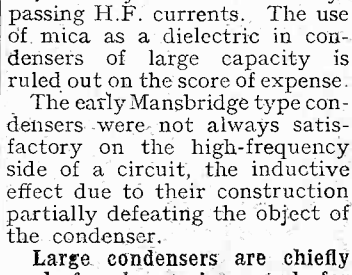 passing H.F. currents. The use
of mica as a dielectric in con-
densers of large capacity is
ruled out on the score of expense.
The early Mansbridge type con-
densers were not always satis-
factory on the high-frequency
side of a circuit, the inductive
effect due to their construction
partially defeating the object of
the condenser.
Large condensers are chiefly